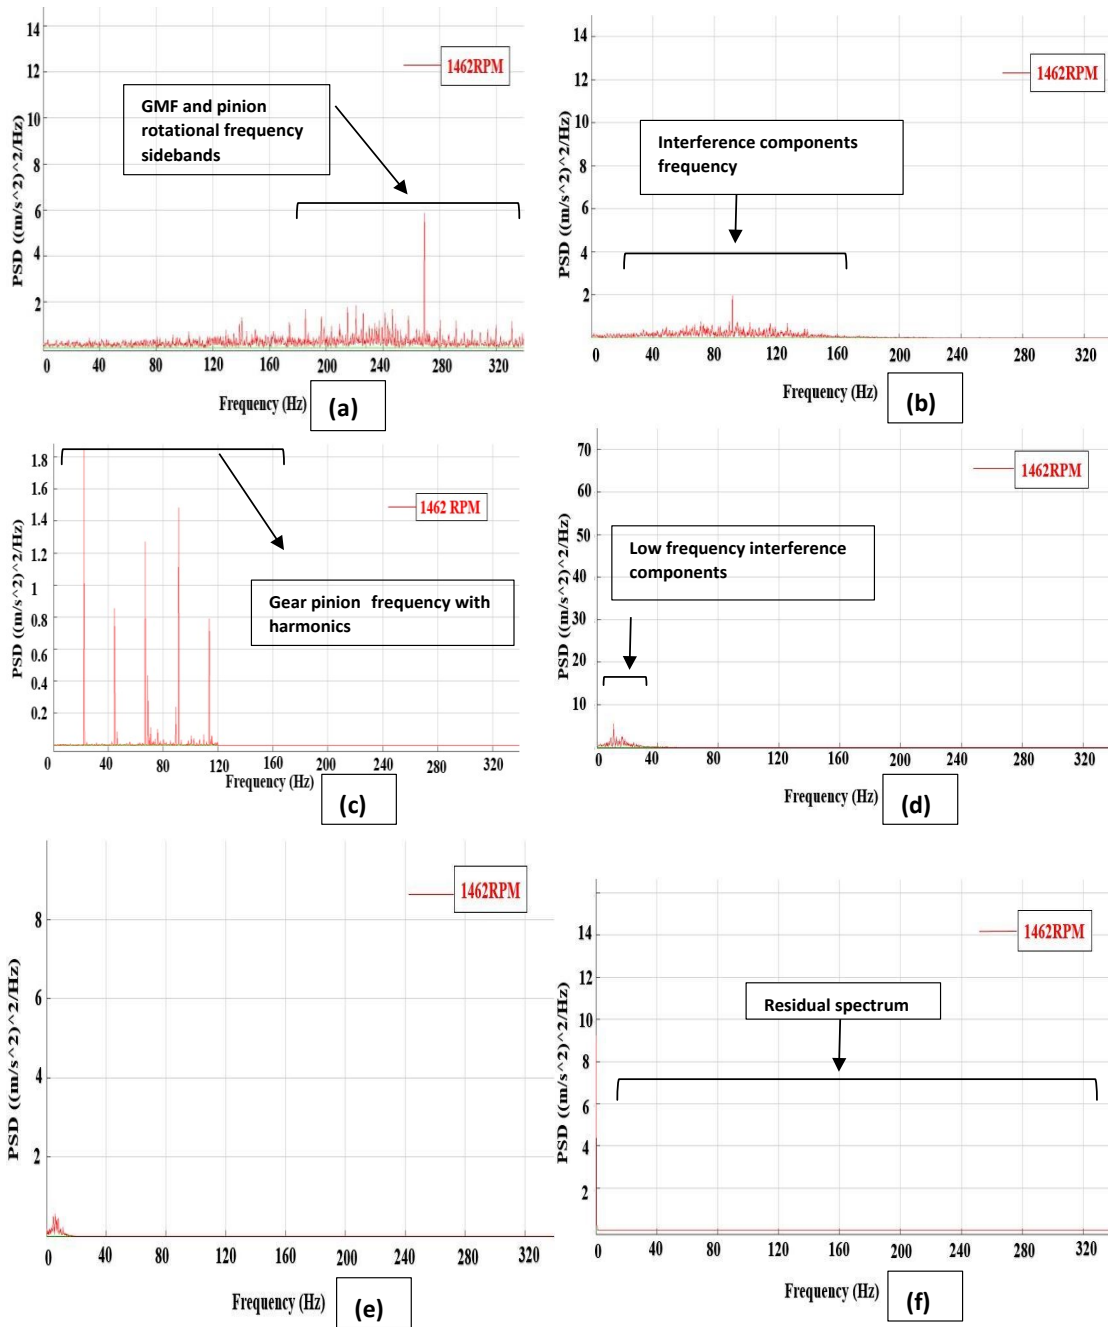 14
12
10
8
6
4
2
PSD ((m/s^2)^2/Hz)
1462RPM
GMF and pinion
rotational frequency
sidebands
0 40 80 120 160 200 240 280 320
Frequency (Hz)
(a)
14
12
10
8
6
4
2
PSD ((m/s^2)^2/Hz)
1462RPM
Interference components
frequency
0 40 80 120 160 200 240 280 320
Frequency (Hz)
(b)
1.8
1.6
1.4
1.2
1
0.8
0.6
0.4
0.2
PSD ((m/s^2)^2/Hz)
1462 RPM
Gear pinion frequency with
harmonics
0 40 80 120 160 200 240 280 320
Frequency (Hz)
(c)
70
60
50
40
30
20
10
PSD ((m/s^2)^2/Hz)
1462RPM
Low frequency interference
components
0 40 80 120 160 200 240 280 320
Frequency (Hz)
(d)
8
6
4
2
PSD ((m/s^2)^2/Hz)
1462RPM
0 40 80 120 160 200 240 280 320
Frequency (Hz)
(e)
14
12
10
8
6
4
2
PSD ((m/s^2)^2/Hz)
1462RPM
Residual spectrum
0 40 80 120 160 200 240 280 320
Frequency (Hz)
(f)